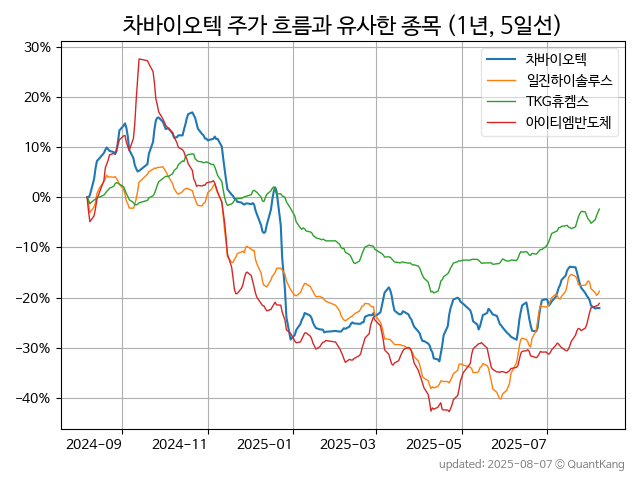 차바이오텍 주가 흐름과 유사한 종목 (1년, 5일선)
차바이오텍
일진하이솔루스
TKG휴켐스
아이티엠반도체
30%
20%
10%
0%
−10%
−20%
−30%
−40%
2024-09 2024-11 2025-01 2025-03 2025-05 2025-07
updated: 2025-08-07 © QuantKang